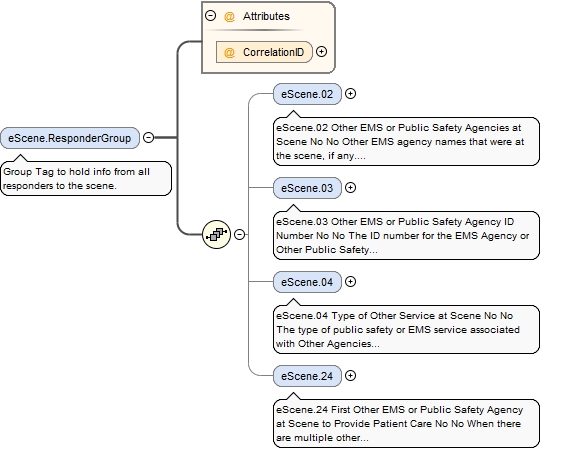 @ Attributes
@ CorrelationID
eScene.ResponderGroup
Group Tag to hold info from all
responders to the scene.
eScene.02
eScene.02 Other EMS or Public Safety Agencies at
Scene No No Other EMS agency names that were at
the scene, if any....
eScene.03
eScene.03 Other EMS or Public Safety Agency ID
Number No No The ID number for the EMS Agency or
Other Public Safety...
eScene.04
eScene.04 Type of Other Service at Scene No No
The type of public safety or EMS service associated
with Other Agencies...
eScene.24
eScene.24 First Other EMS or Public Safety Agency
at Scene to Provide Patient Care No No When there
are multiple other...